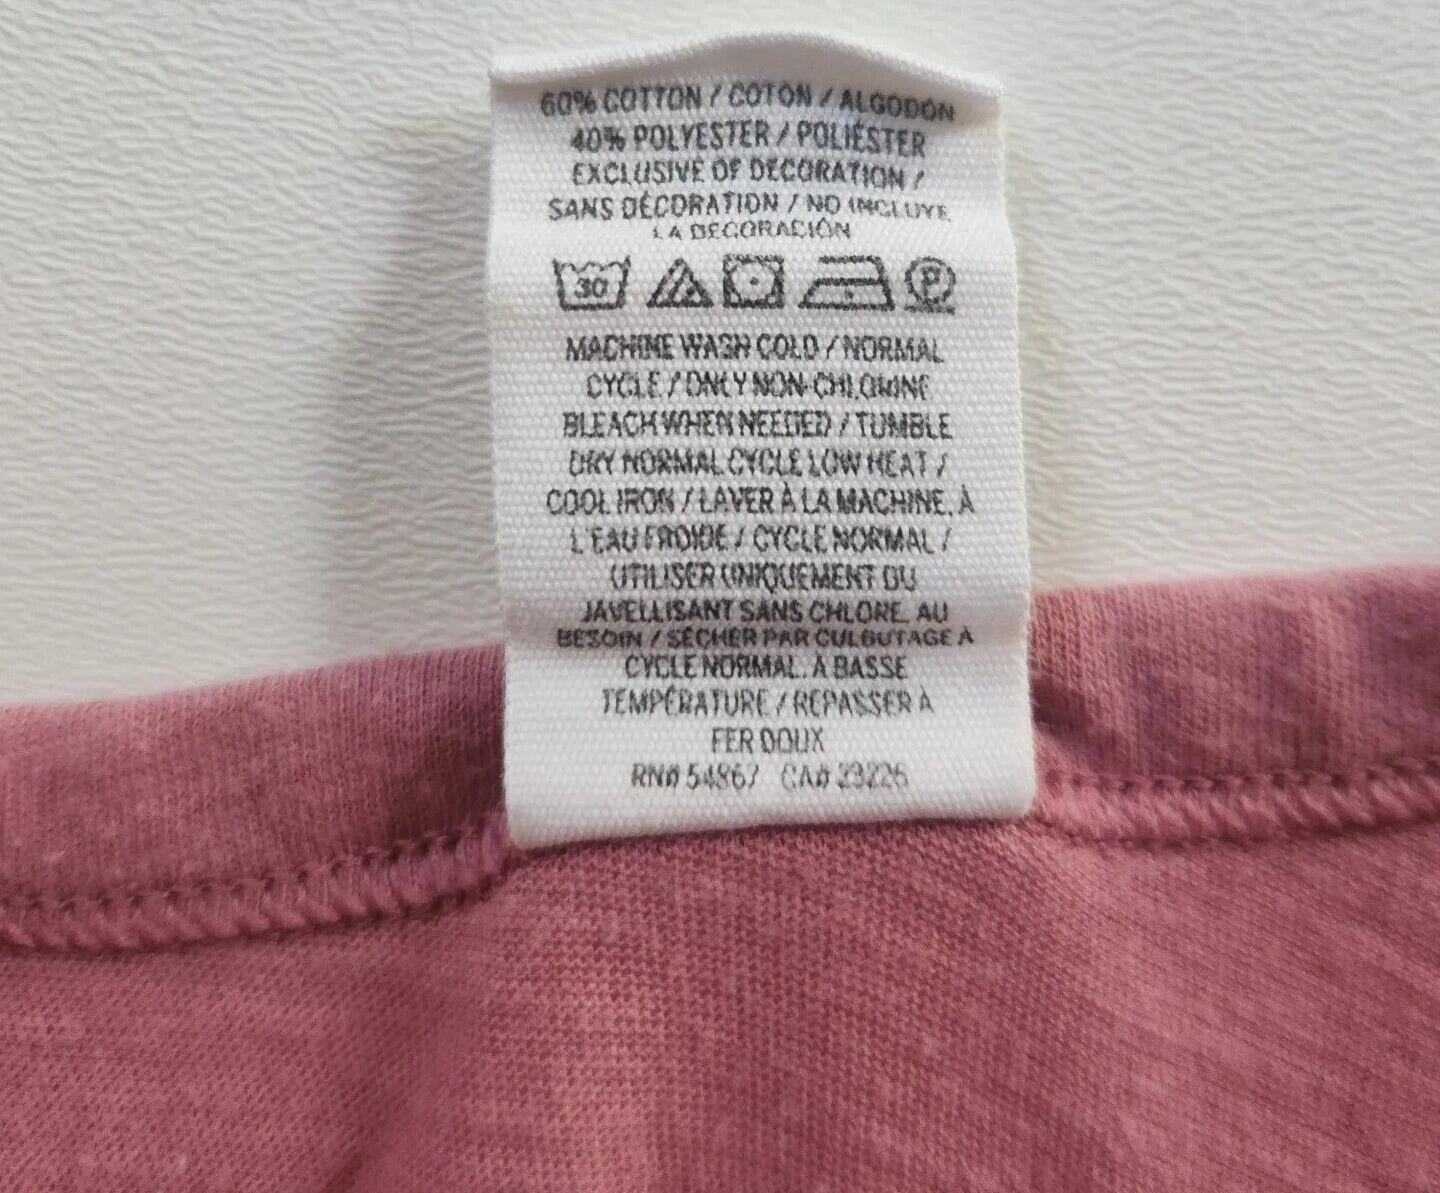 60% COTTON / COTON / ALGODÓN
40% POLYESTER / POLIÉSTER
EXCLUSIVE OF DECORATION /
SANS DÉCORATION / NO INCLUYE
LA DECORACIÓN
30 P
MACHINE WASH COLD / NORMAL
CYCLE / ONLY NON-CHLORINE
BLEACH WHEN NEEDED / TUMBLE
DRY NORMAL CYCLE LOW HEAT /
COOL IRON / LAVER À LA MACHINE, À
L'EAU FROIDE / CYCLE NORMAL /
UTILISER UNIQUEMENT DU
JAVELLISANT SANS CHLORE, AU
BESOIN / SÉCHER PAR CULBUTAGE À
CYCLE NORMAL, À BASSE
TEMPÉRATURE / REPASSER À
FER DOUX
RN# 54867 CA# 23226